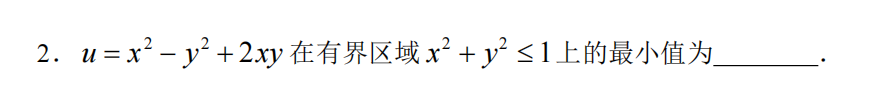 2． u = x² − y² + 2xy 在有界区域 x² + y² ≤ 1 上的最小值为________．